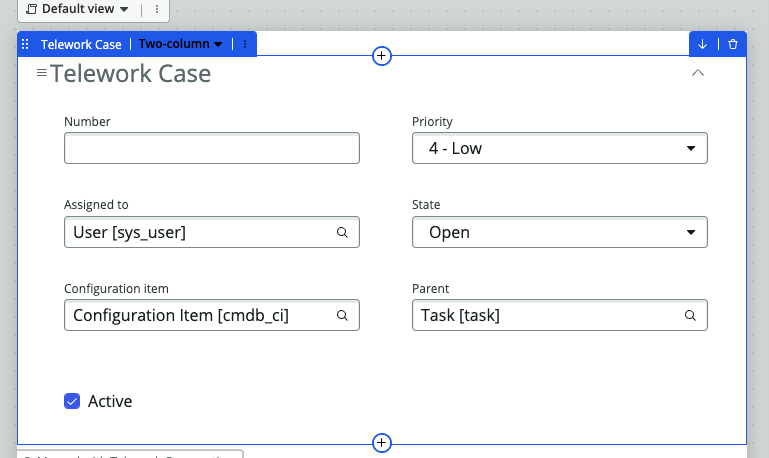 Default view
Telework Case
Two-column
Telework Case
Number
Priority
4 - Low
Assigned to
State
User [sys_user]
Open
Configuration item
Parent
Configuration Item [cmdb_ci]
Task [task]
Active